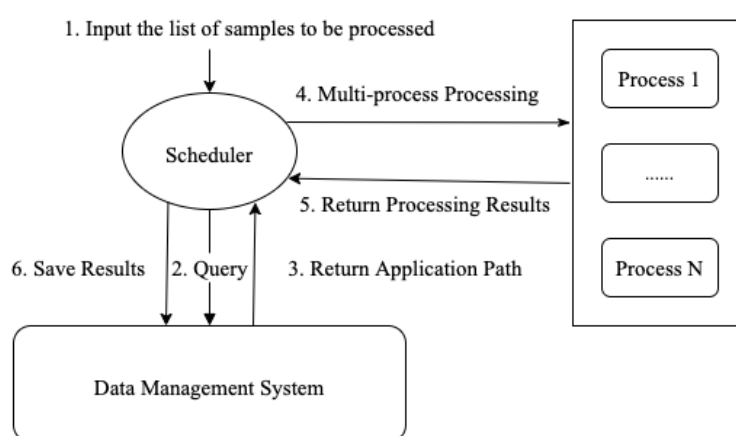 1. Input the list of samples to be processed
4. Multi-process Processing
Process 1
Scheduler
......
5. Return Processing Results
6. Save Results
2. Query
3. Return Application Path
Process N
Data Management System